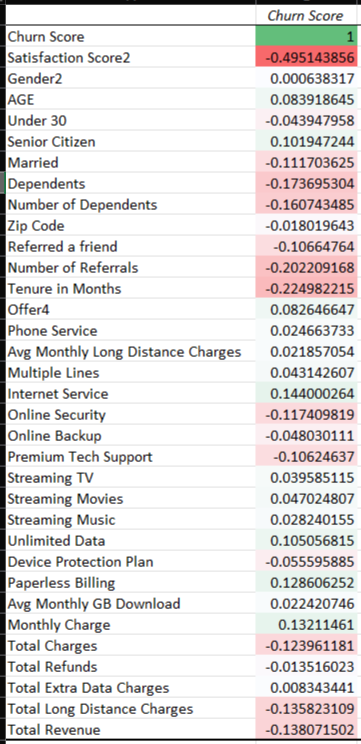 Churn Score
Churn Score 1
Satisfaction Score2 -0.495143856
Gender2 0.000638317
AGE 0.083918645
Under 30 -0.043947958
Senior Citizen 0.101947244
Married -0.111703625
Dependents -0.173695304
Number of Dependents -0.160743485
Zip Code -0.018019643
Referred a friend -0.10664764
Number of Referrals -0.202209168
Tenure in Months -0.224982215
Offer4 0.082646647
Phone Service 0.024663733
Avg Monthly Long Distance Charges 0.021857054
Multiple Lines 0.043142607
Internet Service 0.144000264
Online Security -0.117409819
Online Backup -0.048030111
Premium Tech Support -0.10624637
Streaming TV 0.039585115
Streaming Movies 0.047024807
Streaming Music 0.028240155
Unlimited Data 0.105056815
Device Protection Plan -0.055595885
Paperless Billing 0.128606252
Avg Monthly GB Download 0.022420746
Monthly Charge 0.13211461
Total Charges -0.123961181
Total Refunds -0.013516023
Total Extra Data Charges 0.008343441
Total Long Distance Charges -0.135823109
Total Revenue -0.138071502